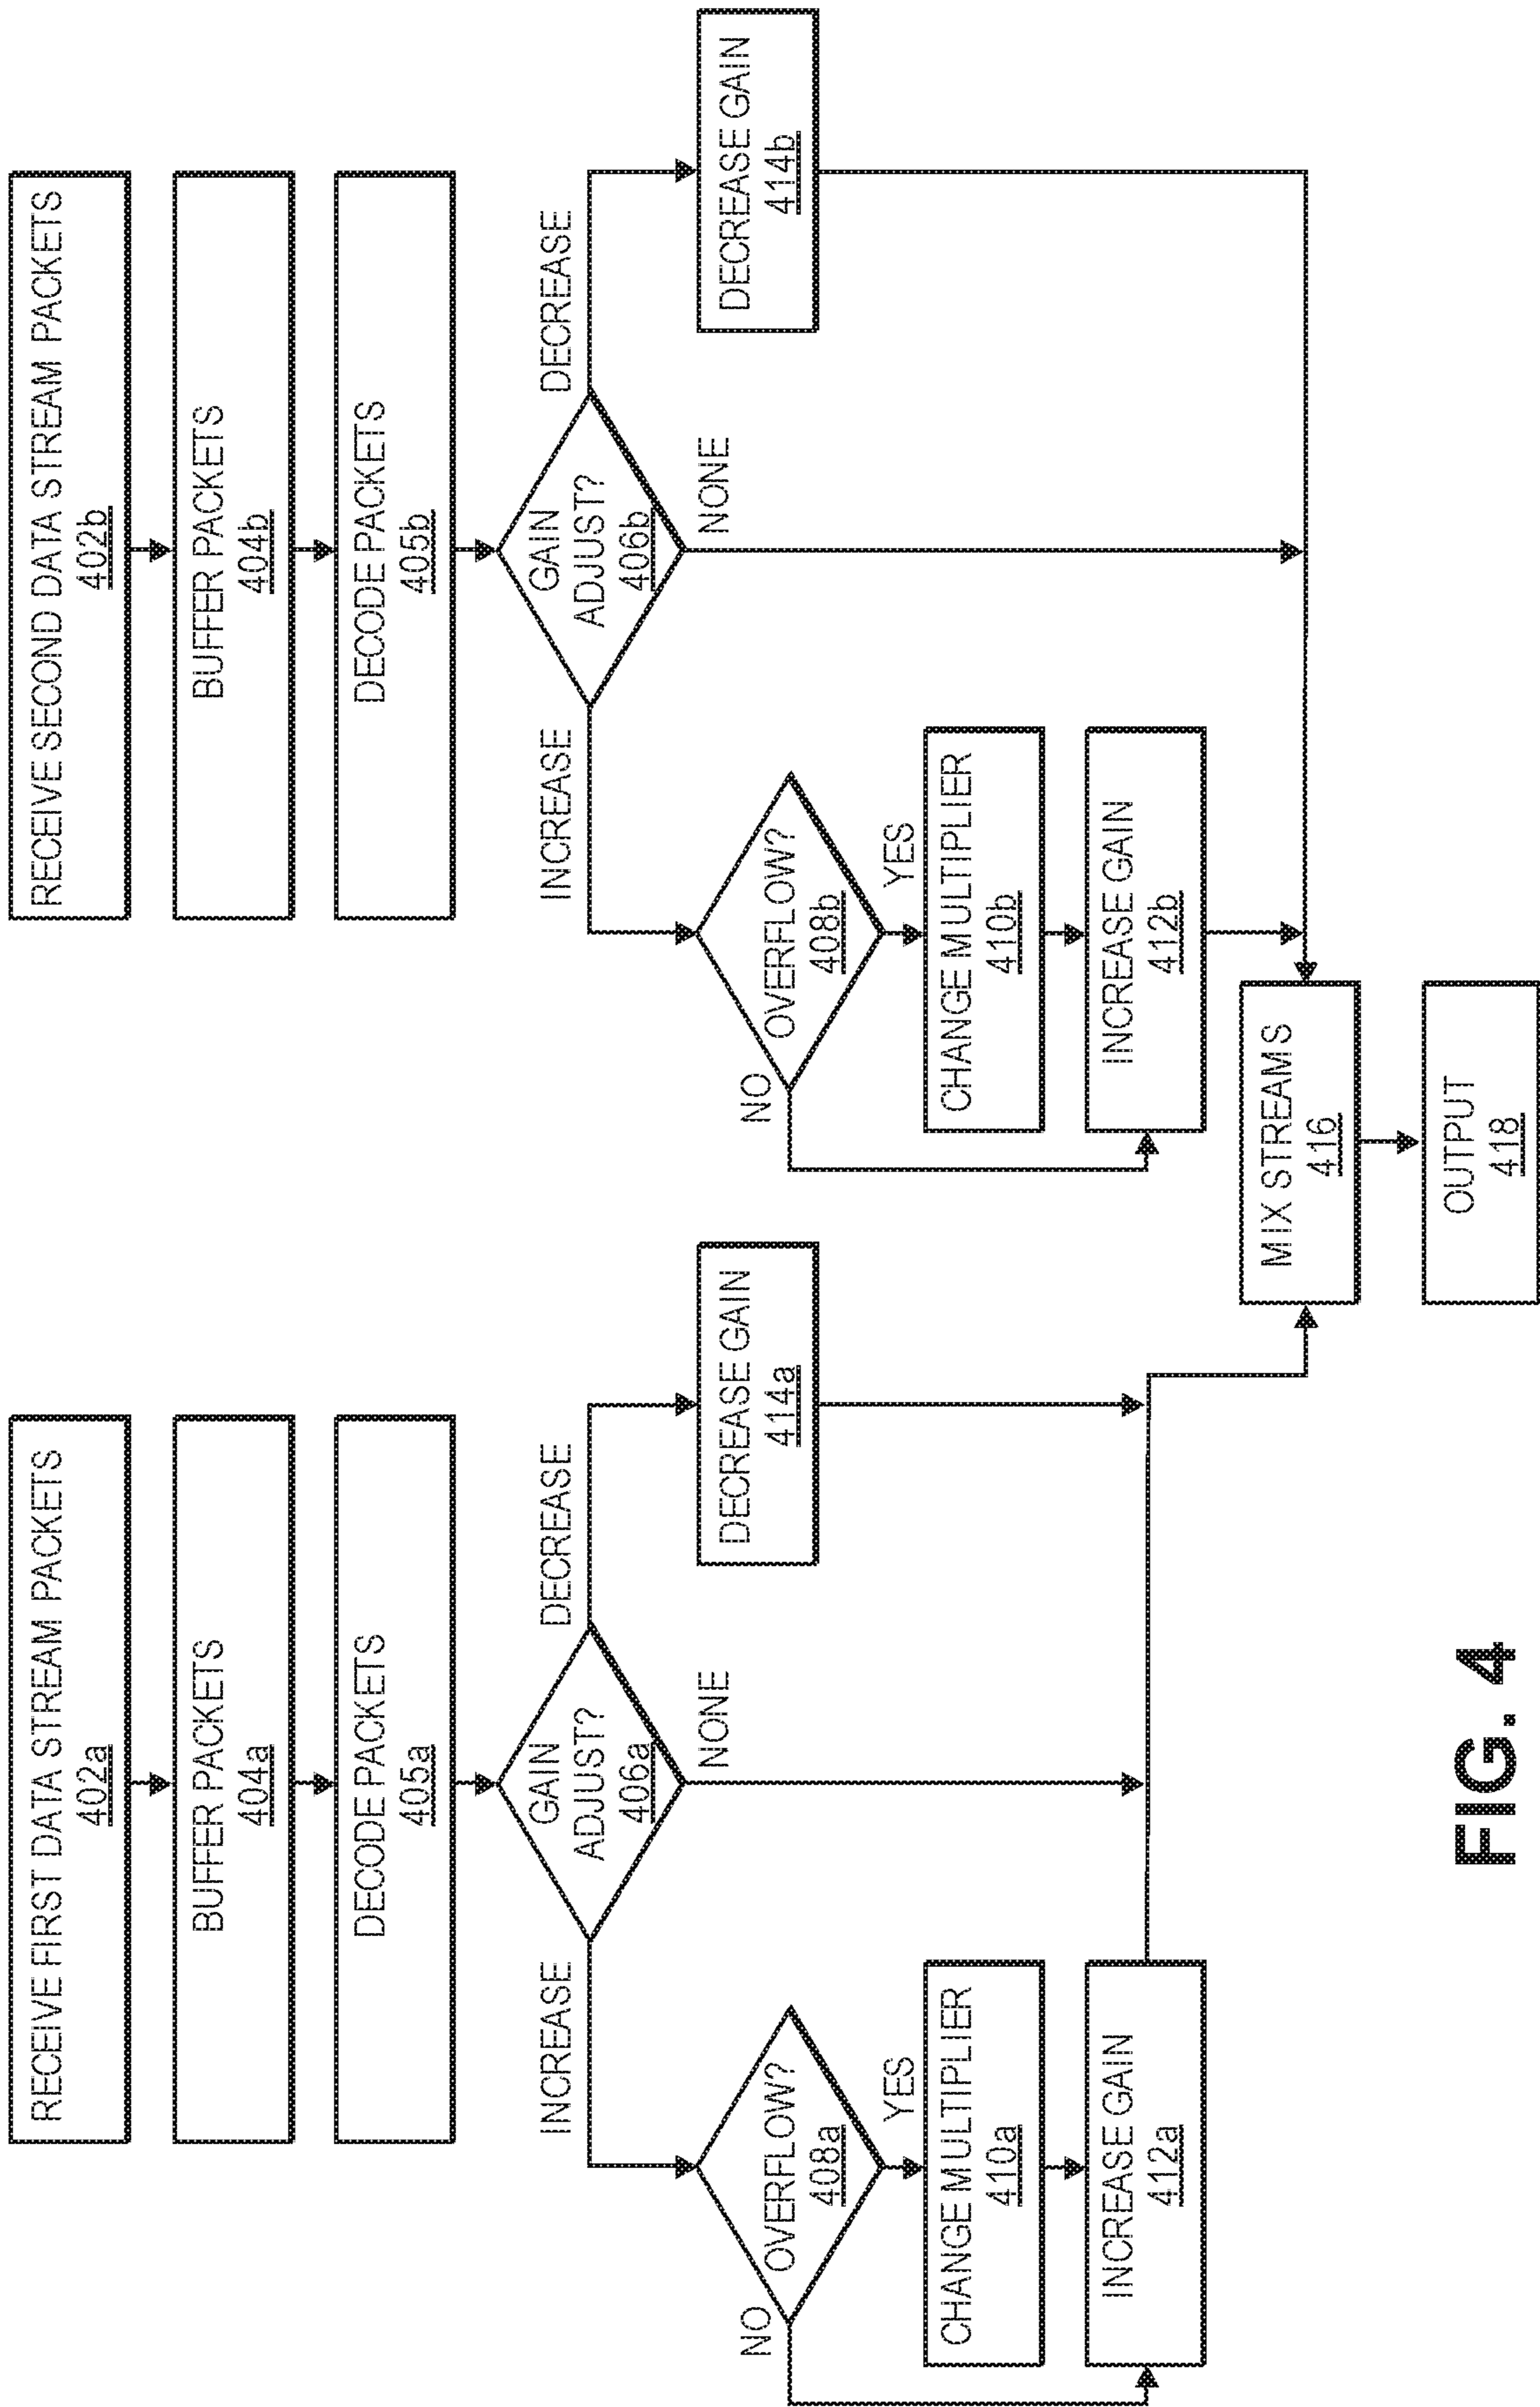 RECEIVE FIRST DATA STREAM PACKETS
402a
BUFFER PACKETS
404a
DECODE PACKETS
405a
GAIN
ADJUST?
406a
INCREASE
DECREASE
NONE
OVERFLOW?
408a
NO
YES
CHANGE MULTIPLIER
410a
INCREASE GAIN
412a
DECREASE GAIN
414a
RECEIVE SECOND DATA STREAM PACKETS
402b
BUFFER PACKETS
404b
DECODE PACKETS
405b
GAIN
ADJUST?
406b
INCREASE
DECREASE
NONE
OVERFLOW?
408b
NO
YES
CHANGE MULTIPLIER
410b
INCREASE GAIN
412b
DECREASE GAIN
414b
MIX STREAMS
416
OUTPUT
418
FIG. 4